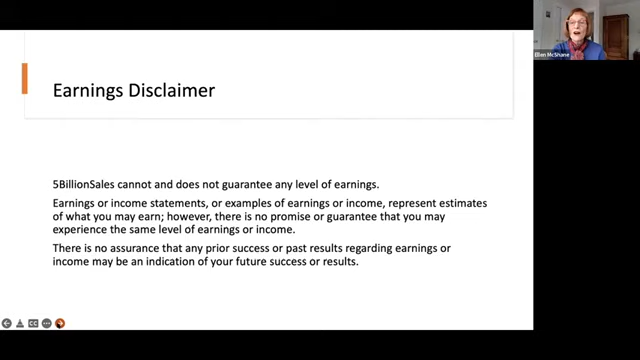 Earnings Disclaimer
5BillionSales cannot and does not guarantee any level of earnings.
Earnings or income statements, or examples of earnings or income, represent estimates
of what you may earn; however, there is no promise or guarantee that you may
experience the same level of earnings or income.
There is no assurance that any prior success or past results regarding earnings or
income may be an indication of your future success or results.
Ellen McShane
CC